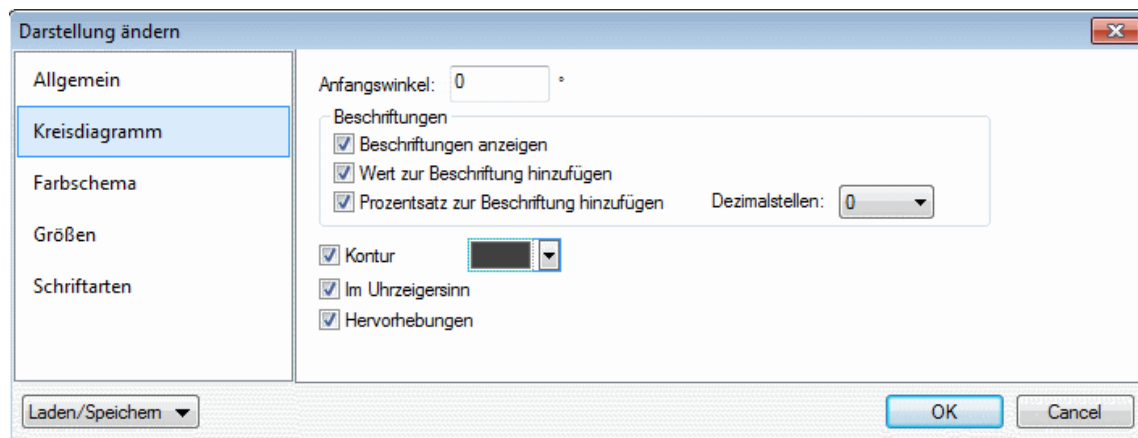 Darstellung ändern
Allgemein
Kreisdiagramm
Farbschema
Größen
Schriftarten
Anfangswinkel: 0 °
Beschriftungen
Beschriftungen anzeigen
Wert zur Beschriftung hinzufügen
Prozentsatz zur Beschriftung hinzufügen Dezimalstellen: 0
Kontur
Im Uhrzeigersinn
Hervorhebungen
Laden/Speichern OK Cancel